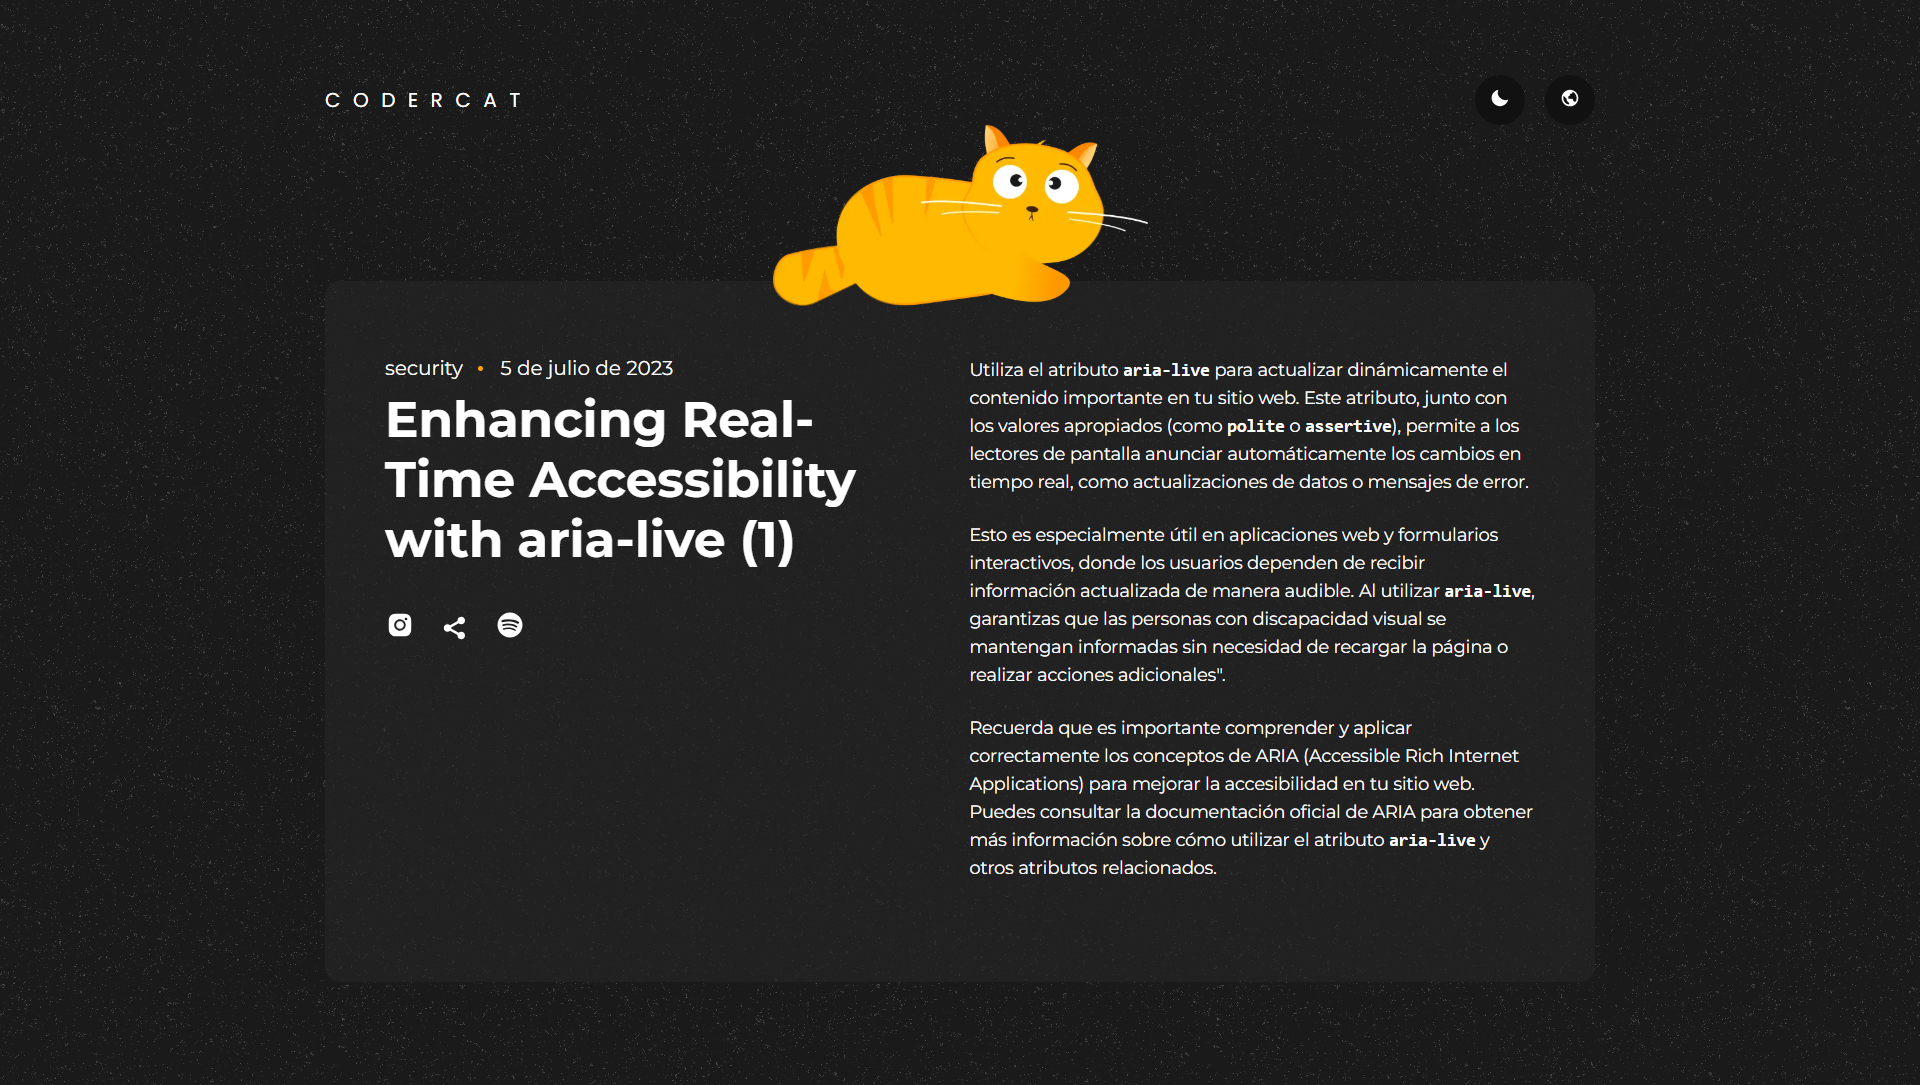 CODERCAT
security • 5 de julio de 2023
Enhancing Real-
Time Accessibility
with aria-live (1)
Utiliza el atributo aria-live para actualizar dinámicamente el
contenido importante en tu sitio web. Este atributo, junto con
los valores apropiados (como polite o assertive), permite a los
lectores de pantalla anunciar automáticamente los cambios en
tiempo real, como actualizaciones de datos o mensajes de error.
Esto es especialmente útil en aplicaciones web y formularios
interactivos, donde los usuarios dependen de recibir
información actualizada de manera audible. Al utilizar aria-live,
garantizas que las personas con discapacidad visual se
mantengan informadas sin necesidad de recargar la página o
realizar acciones adicionales".
Recuerda que es importante comprender y aplicar
correctamente los conceptos de ARIA (Accessible Rich Internet
Applications) para mejorar la accesibilidad en tu sitio web.
Puedes consultar la documentación oficial de ARIA para obtener
más información sobre cómo utilizar el atributo aria-live y
otros atributos relacionados.